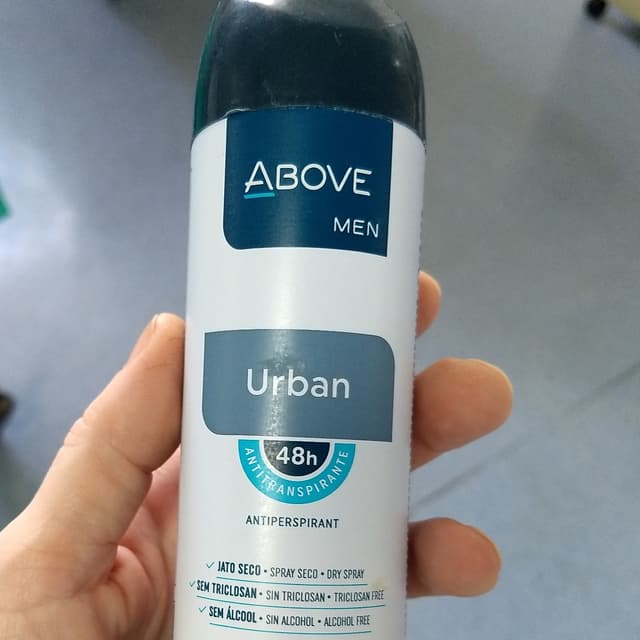 ABOVE
MEN
Urban
48h
ANTITRANSPIRANTE
ANTIPERSPIRANT
✓ JATO SECO • SPRAY SECO • DRY SPRAY
✓ SEM TRICLOSAN • SIN TRICLOSAN • TRICLOSAN FREE
✓ SEM ÁLCOOL • SIN ALCOHOL • ALCOHOL FREE